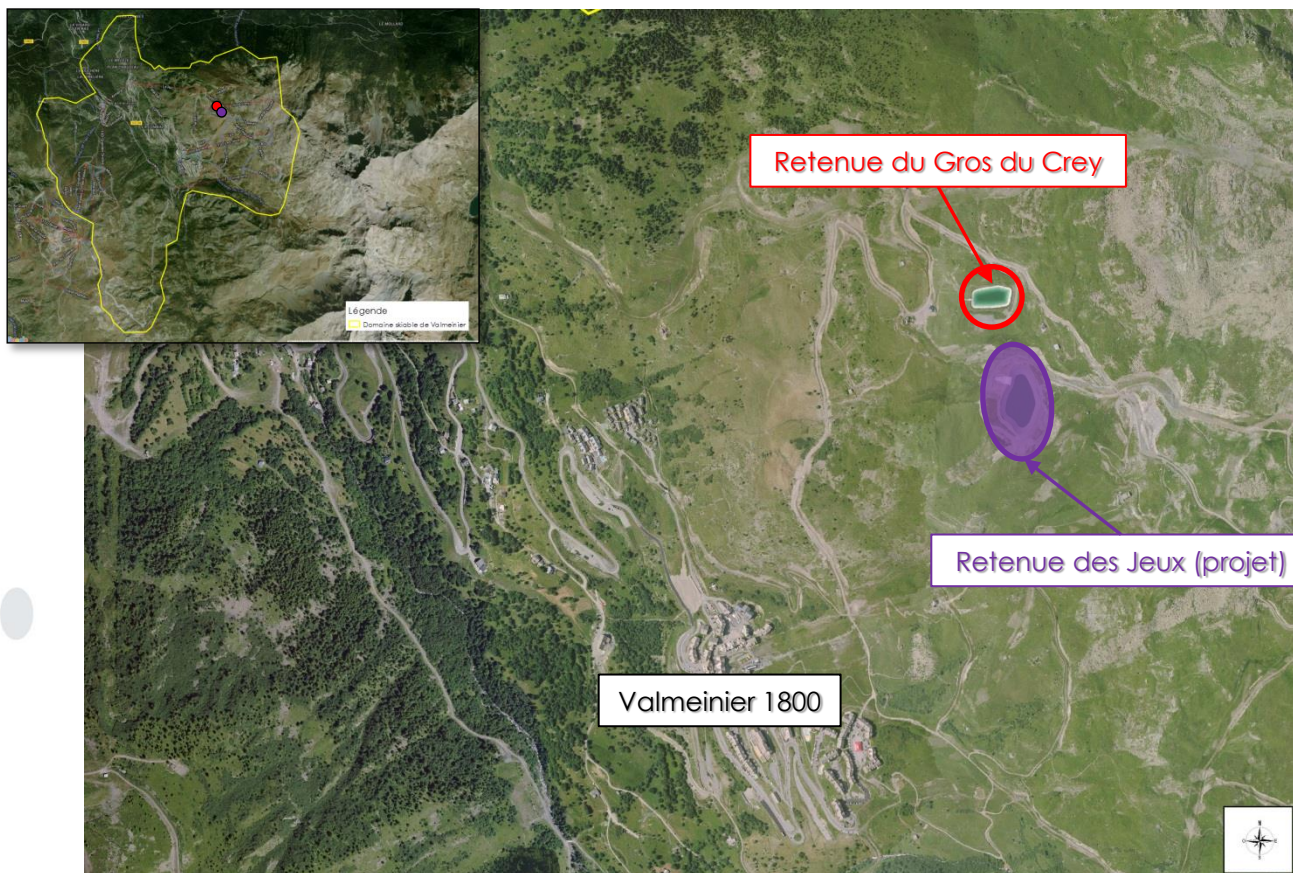 Légende
Domaine skiable de Valmeinier
Retenue du Gros du Crey
Retenue des Jeux (projet)
Valmeinier 1800